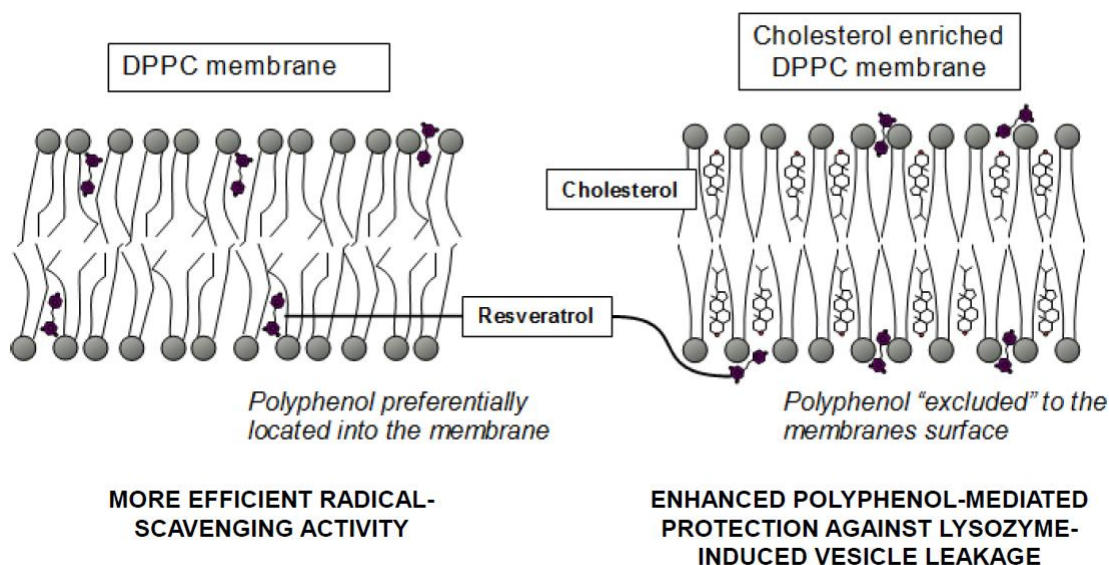 DPPC membrane
Cholesterol enriched
DPPC membrane
Cholesterol
Resveratrol
Polyphenol preferentially
located into the membrane
Polyphenol “excluded” to the
membranes surface
MORE EFFICIENT RADICAL-
SCAVENGING ACTIVITY
ENHANCED POLYPHENOL-MEDIATED
PROTECTION AGAINST LYSOZYME-
INDUCED VESICLE LEAKAGE